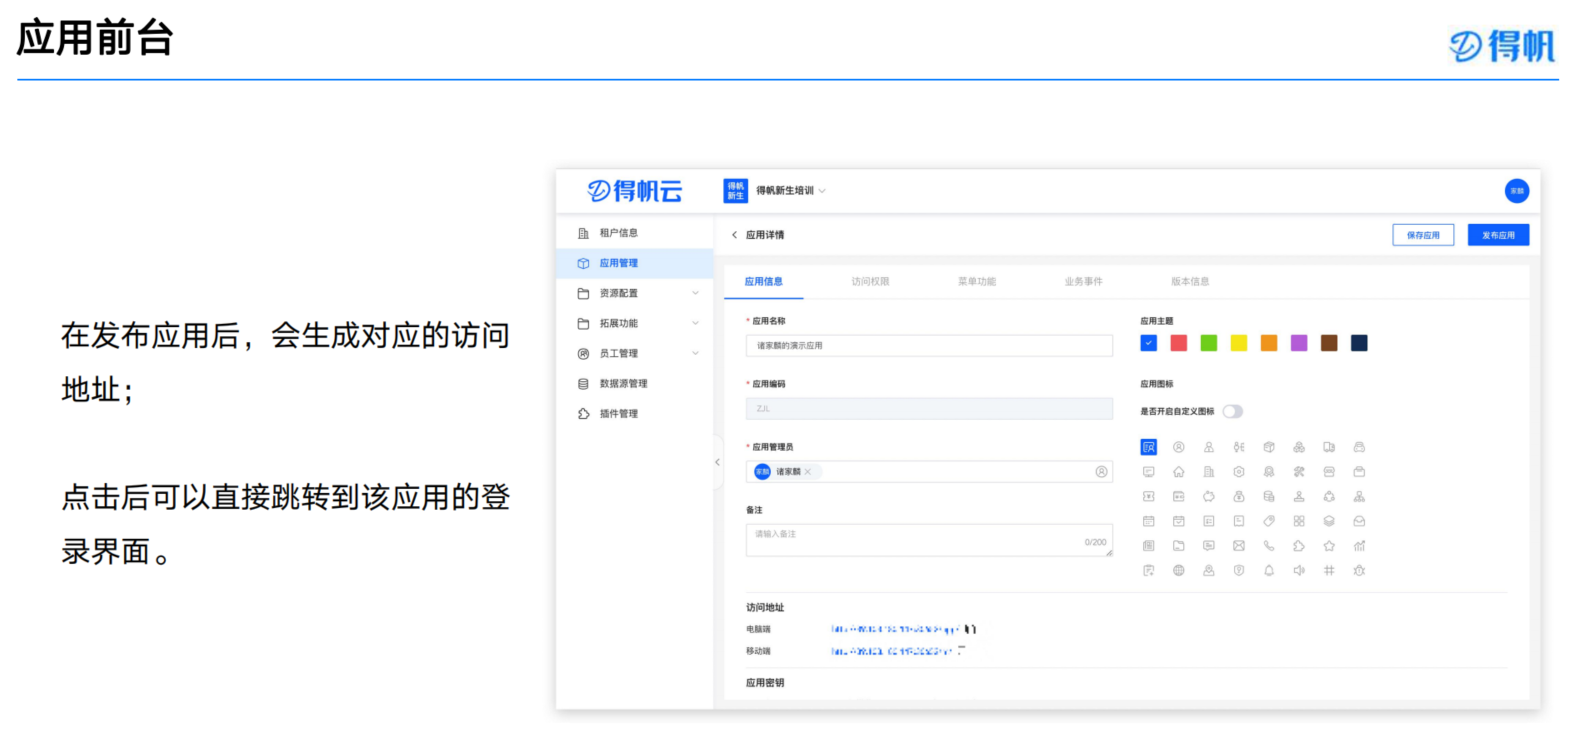 应用前台
得帆
在发布应用后，会生成对应的访问
地址；
点击后可以直接跳转到该应用的登
录界面。
得帆云
得帆
新生
得帆新生培训
家麟
租户信息
应用管理
资源配置
拓展功能
员工管理
数据源管理
插件管理
应用详情
保存应用
发布应用
应用信息
访问权限
菜单功能
业务事件
版本信息
* 应用名称
诸家麟的演示应用
* 应用编码
ZJL
* 应用管理员
家麟 诸家麟
备注
请输入备注
0/200
应用主题
应用图标
是否开启自定义图标
访问地址
电脑端
移动端
应用密钥